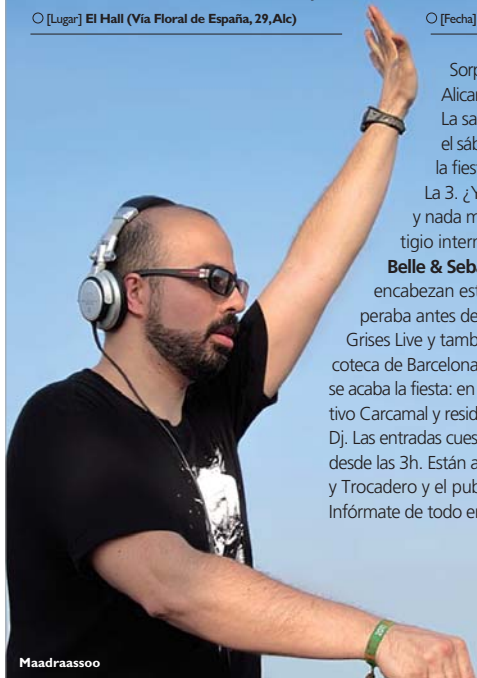 [Lugar] El Hall (Vía Floral de España, 29, Alc)
[Fecha]
Sorp
Alican
La sa
el sáb
la fiest
La 3. ¿Y
y nada m
tigio intern
Belle & Seba
encabezan est
peraba antes de
Grises Live y tamb
coteca de Barcelona
se acaba la fiesta: en
tivo Carcamal y resid
Dj. Las entradas cues
desde las 3h. Están a
y Trocadero y el pub
Infórmate de todo en
Maadraassoo